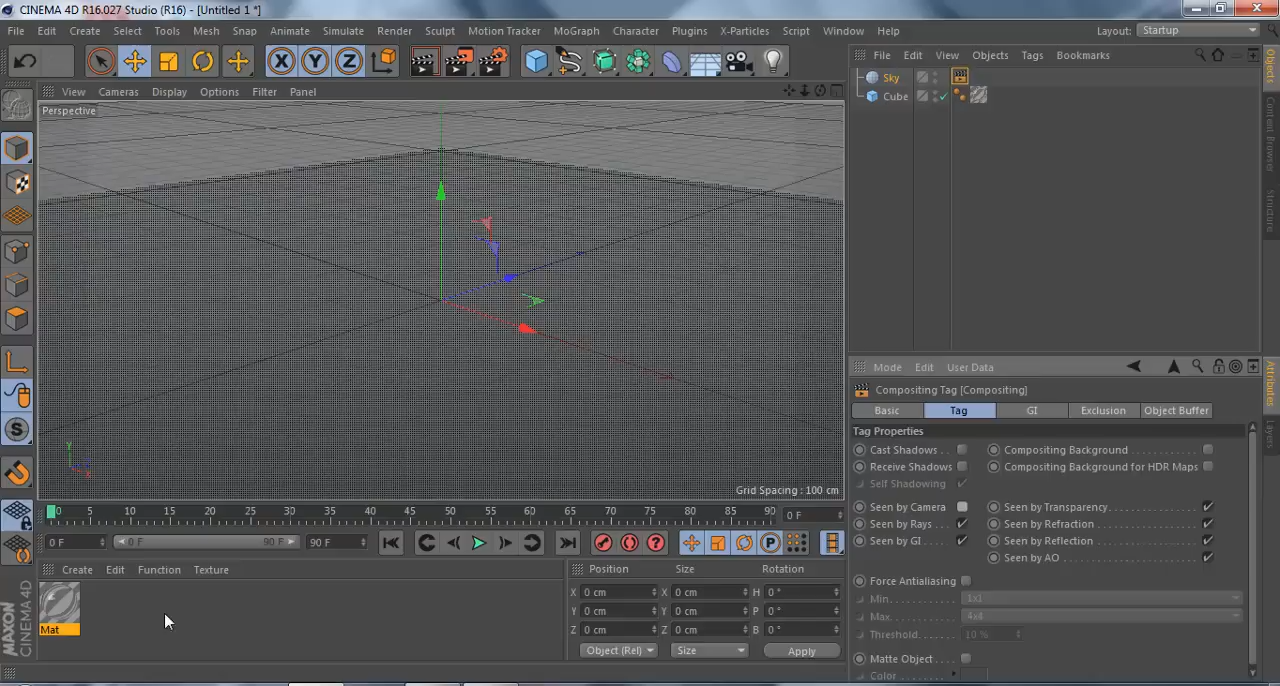 CINEMA 4D R16.027 Studio (R16) - [Untitled 1 *]
File Edit Create Select Tools Mesh Snap Animate Simulate Render Sculpt Motion Tracker MoGraph Character Plugins X-Particles Script Window Help Layout: Startup
X Y Z
View Cameras Display Options Filter Panel
Perspective
Y
X
Grid Spacing : 100 cm
File Edit View Objects Tags Bookmarks
Sky
Cube
Objects
Content Browser
Structure
Mode Edit User Data
Compositing Tag [Compositing]
Basic Tag GI Exclusion Object Buffer
Tag Properties
Cast Shadows . . Compositing Background
Receive Shadows Compositing Background for HDR Maps
Self Shadowing
Seen by Camera Seen by Transparency
Seen by Rays Seen by Refraction
Seen by GI Seen by Reflection
Seen by AO
Force Antialiasing
Min. 1x1
Max. 4x4
Threshold. 10 %
Matte Object
Color
Attributes
Layers
0 5 10 15 20 25 30 35 40 45 50 55 60 65 70 75 80 85 90 0 F
0 F 0 F 90 F 90 F
Create Edit Function Texture
Mat
Position Size Rotation
X 0 cm X 0 cm H 0 °
Y 0 cm Y 0 cm P 0 °
Z 0 cm Z 0 cm B 0 °
Object (Rel) Size Apply
MAXON
CINEMA 4D